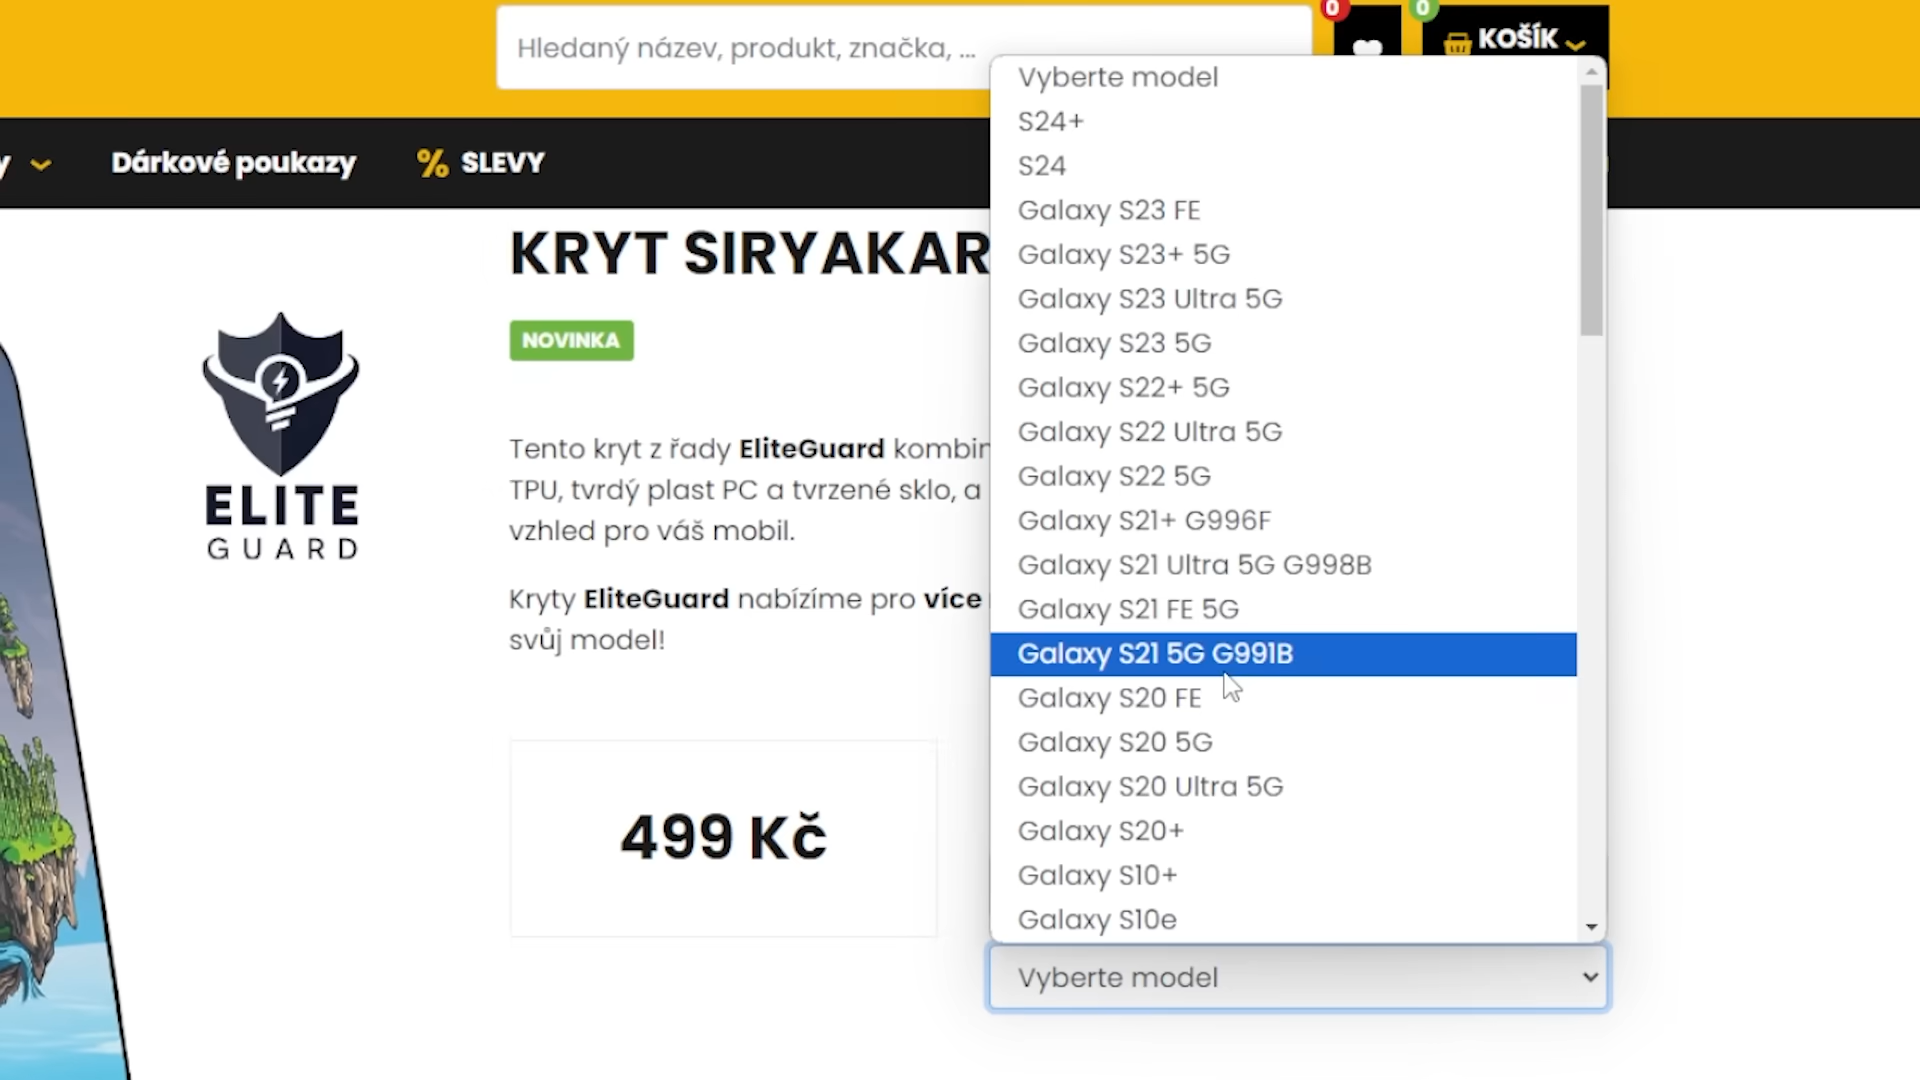 Hledaný název, produkt, značka, ...
0
0
KOŠÍK
y
Dárkové poukazy
% SLEVY
KRYT SIRYAKAR
NOVINKA
ELITE
GUARD
Tento kryt z řady EliteGuard kombin
TPU, tvrdý plast PC a tvrzené sklo, a
vzhled pro váš mobil.
Kryty EliteGuard nabízíme pro více
svůj model!
499 Kč
Vyberte model
S24+
S24
Galaxy S23 FE
Galaxy S23+ 5G
Galaxy S23 Ultra 5G
Galaxy S23 5G
Galaxy S22+ 5G
Galaxy S22 Ultra 5G
Galaxy S22 5G
Galaxy S21+ G996F
Galaxy S21 Ultra 5G G998B
Galaxy S21 FE 5G
Galaxy S21 5G G991B
Galaxy S20 FE
Galaxy S20 5G
Galaxy S20 Ultra 5G
Galaxy S20+
Galaxy S10+
Galaxy S10e
Vyberte model